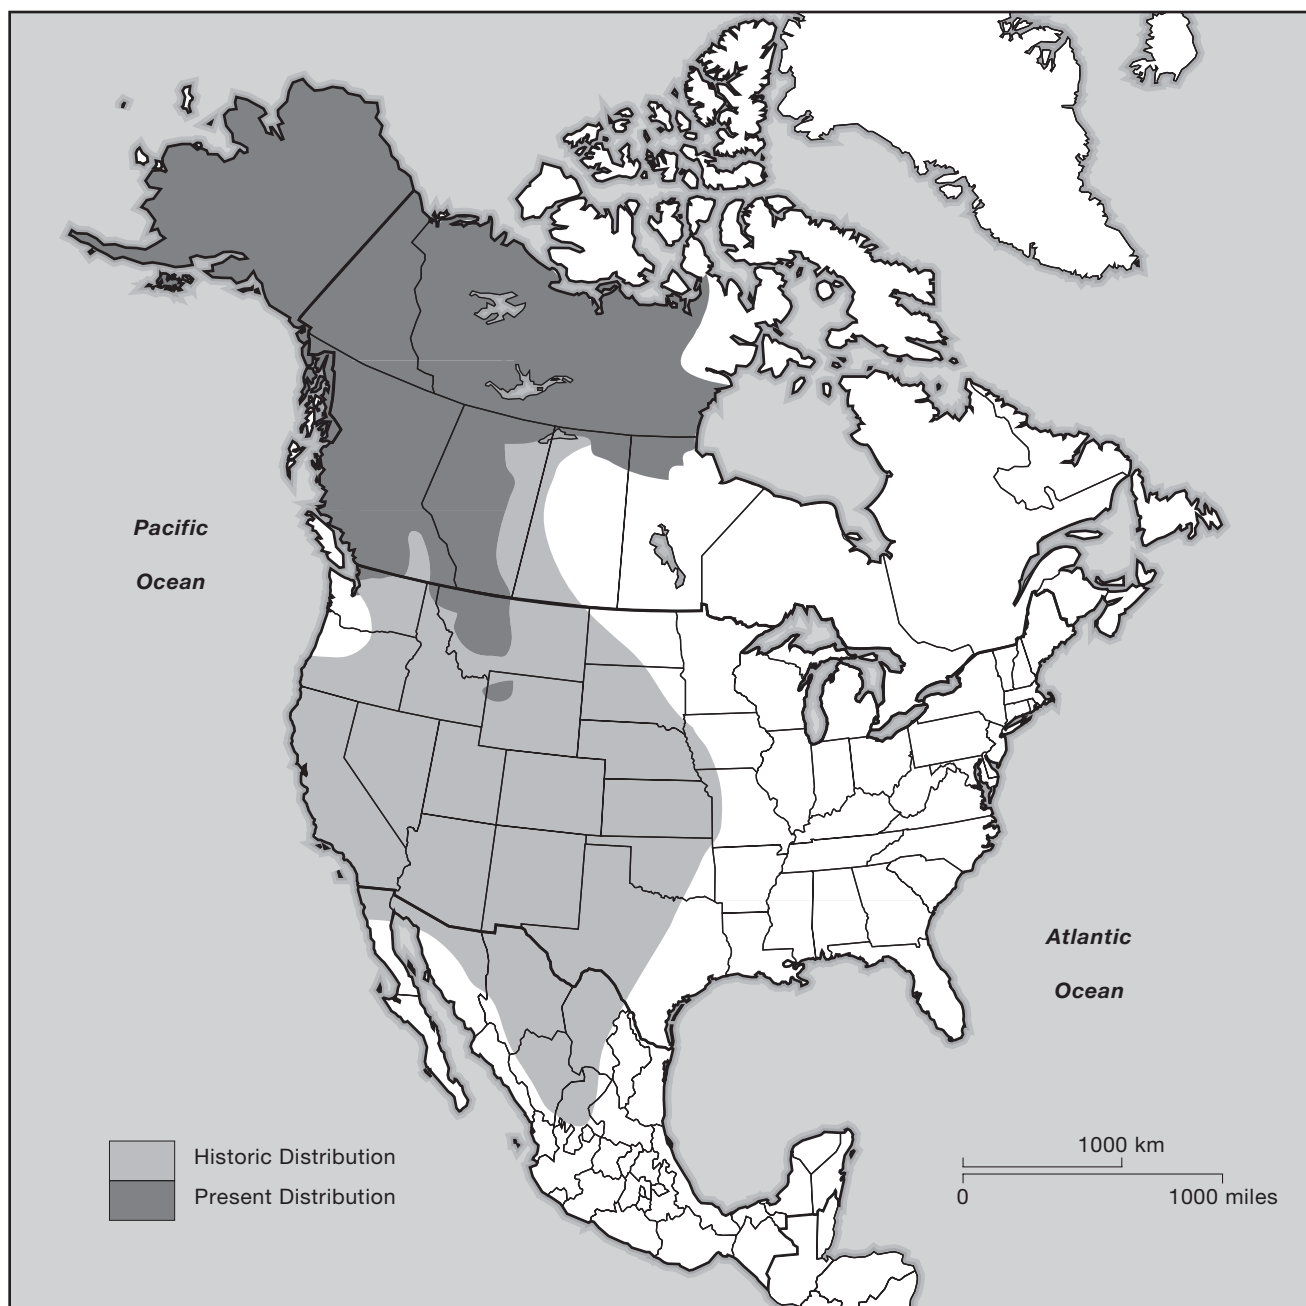 Pacific
Ocean
Atlantic
Ocean
Historic Distribution
Present Distribution
1000 km
0
1000 miles